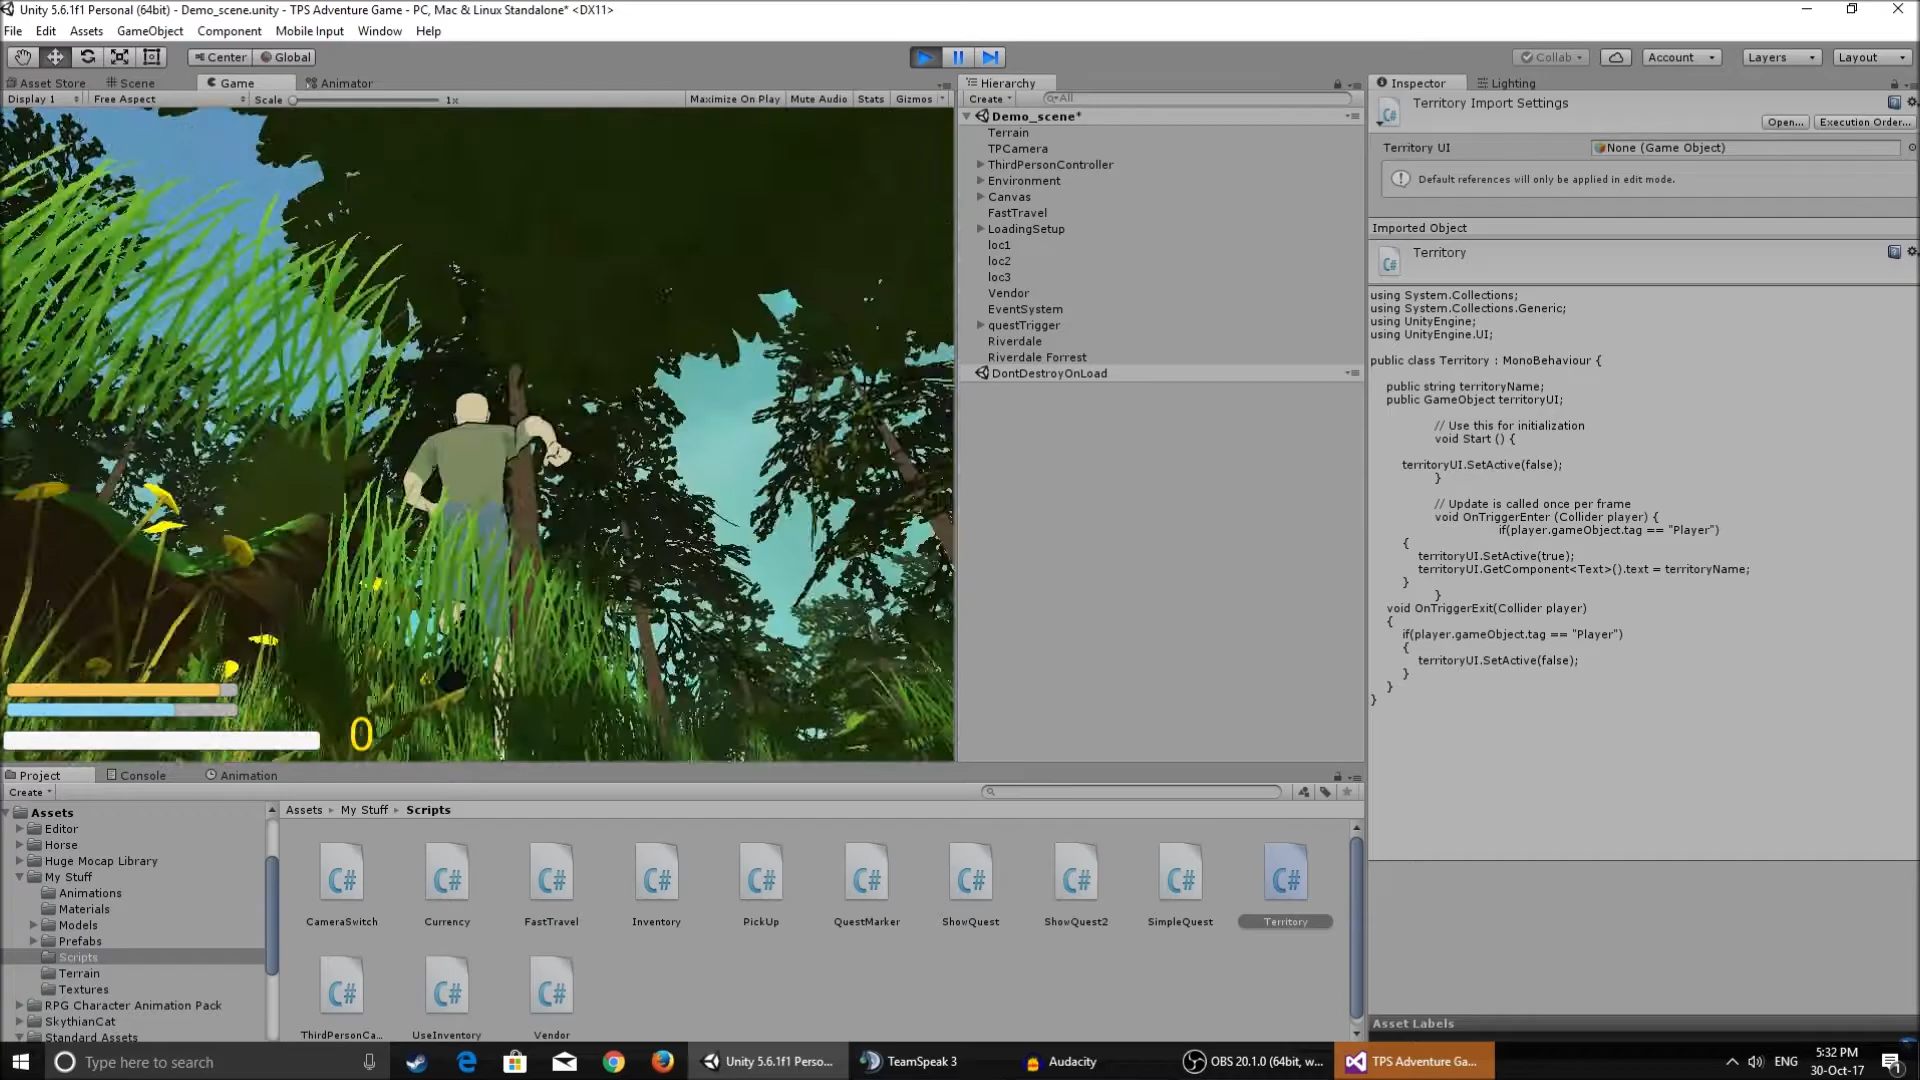 Unity 5.6.1f1 Personal (64bit) - Demo_scene.unity - TPS Adventure Game - PC, Mac & Linux Standalone* <DX11>
File Edit Assets GameObject Component Mobile Input Window Help
Center Global Collab Account Layers Layout
Asset Store Scene Game Animator
Display 1 Free Aspect Scale 1x Maximize On Play Mute Audio Stats Gizmos
0
Hierarchy
Create All
Demo_scene*
Terrain
TPCamera
ThirdPersonController
Environment
Canvas
FastTravel
LoadingSetup
loc1
loc2
loc3
Vendor
EventSystem
questTrigger
Riverdale
Riverdale Forrest
DontDestroyOnLoad
Inspector Lighting
Territory Import Settings
Open... Execution Order...
Territory UI None (Game Object)
Default references will only be applied in edit mode.
Imported Object
Territory
using System.Collections;
using System.Collections.Generic;
using UnityEngine;
using UnityEngine.UI;
public class Territory : MonoBehaviour {
public string territoryName;
public GameObject territoryUI;
// Use this for initialization
void Start () {
territoryUI.SetActive(false);
}
// Update is called once per frame
void OnTriggerEnter (Collider player) {
if(player.gameObject.tag == "Player")
{
territoryUI.SetActive(true);
territoryUI.GetComponent<Text>().text = territoryName;
}
}
void OnTriggerExit(Collider player)
{
if(player.gameObject.tag == "Player")
{
territoryUI.SetActive(false);
}
}
}
Asset Labels
Project Console Animation
Create
Assets
Editor
Horse
Huge Mocap Library
My Stuff
Animations
Materials
Models
Prefabs
Scripts
Terrain
Textures
RPG Character Animation Pack
SkythianCat
Standard Assets
Assets My Stuff Scripts
C# C# C# C# C# C# C# C# C# C#
CameraSwitch Currency FastTravel Inventory PickUp QuestMarker ShowQuest ShowQuest2 SimpleQuest Territory
C# C# C#
ThirdPersonCa... UseInventory Vendor
Type here to search
Unity 5.6.1f1 Perso... TeamSpeak 3 Audacity OBS 20.1.0 (64bit, w... TPS Adventure Ga...
ENG 5:32 PM
30-Oct-17
1